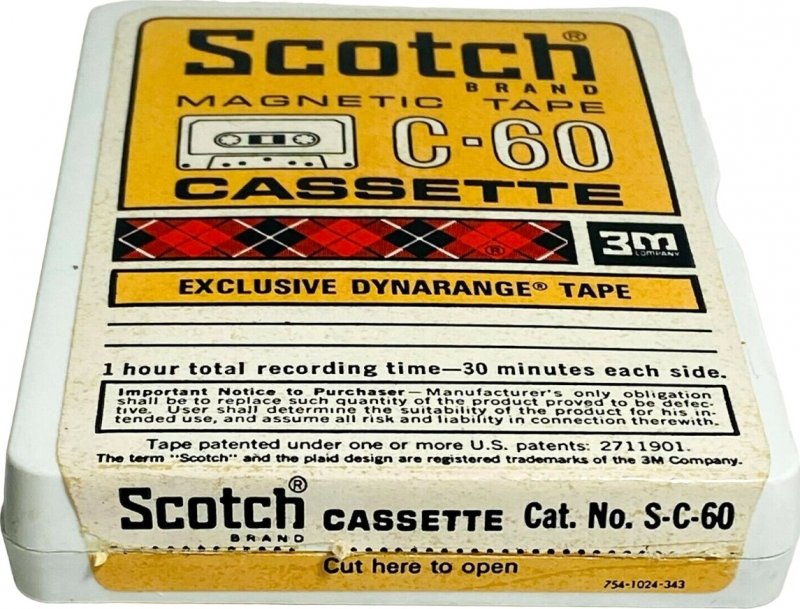 Scotch®
BRAND
MAGNETIC TAPE
C-60
CASSETTE
®
3M
COMPANY
EXCLUSIVE DYNARANGE® TAPE
1 hour total recording time—30 minutes each side.
Important Notice to Purchaser—Manufacturer's only obligation
shall be to replace such quantity of the product proved to be defec-
tive. User shall determine the suitability of the product for his in-
tended use, and assume all risk and liability in connection therewith.
Tape patented under one or more U.S. patents: 2711901.
The term "Scotch" and the plaid design are registered trademarks of the 3M Company.
Scotch® CASSETTE Cat. No. S-C-60
BRAND
Cut here to open
754-1024-343